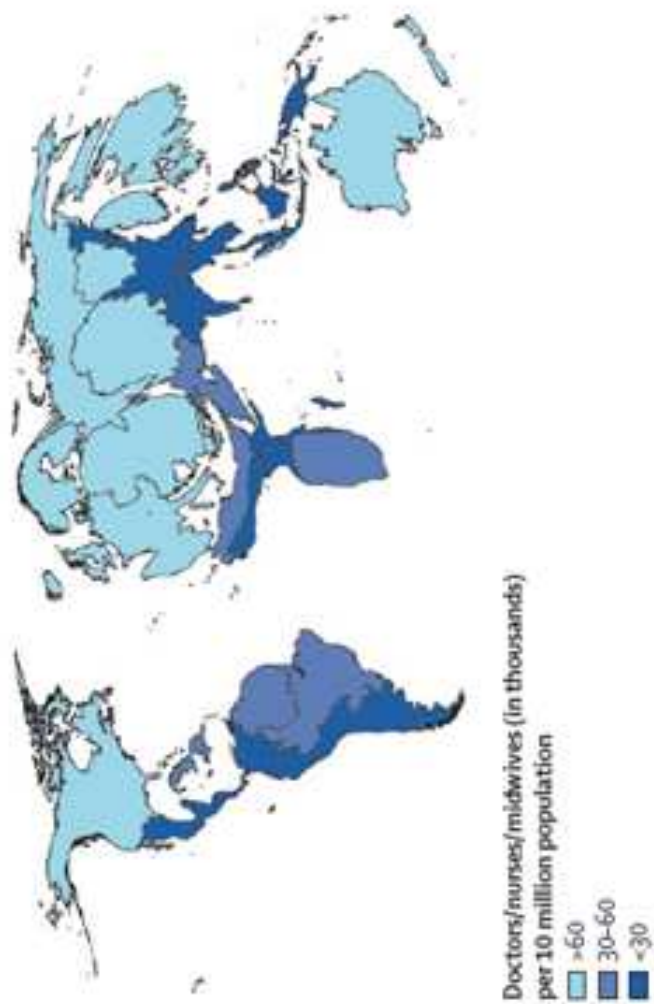 Doctors/nurses/midwives (in thousands)
per 10 million population
>60
30–60
<30